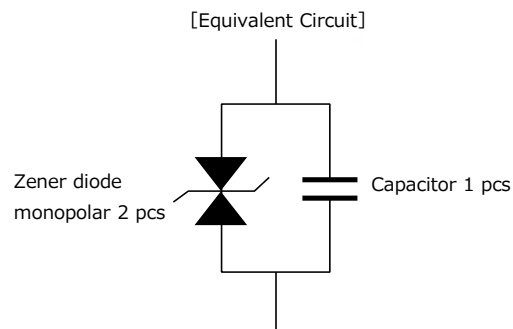 [Equivalent Circuit]
Zener diode
monopolar 2 pcs
Capacitor 1 pcs